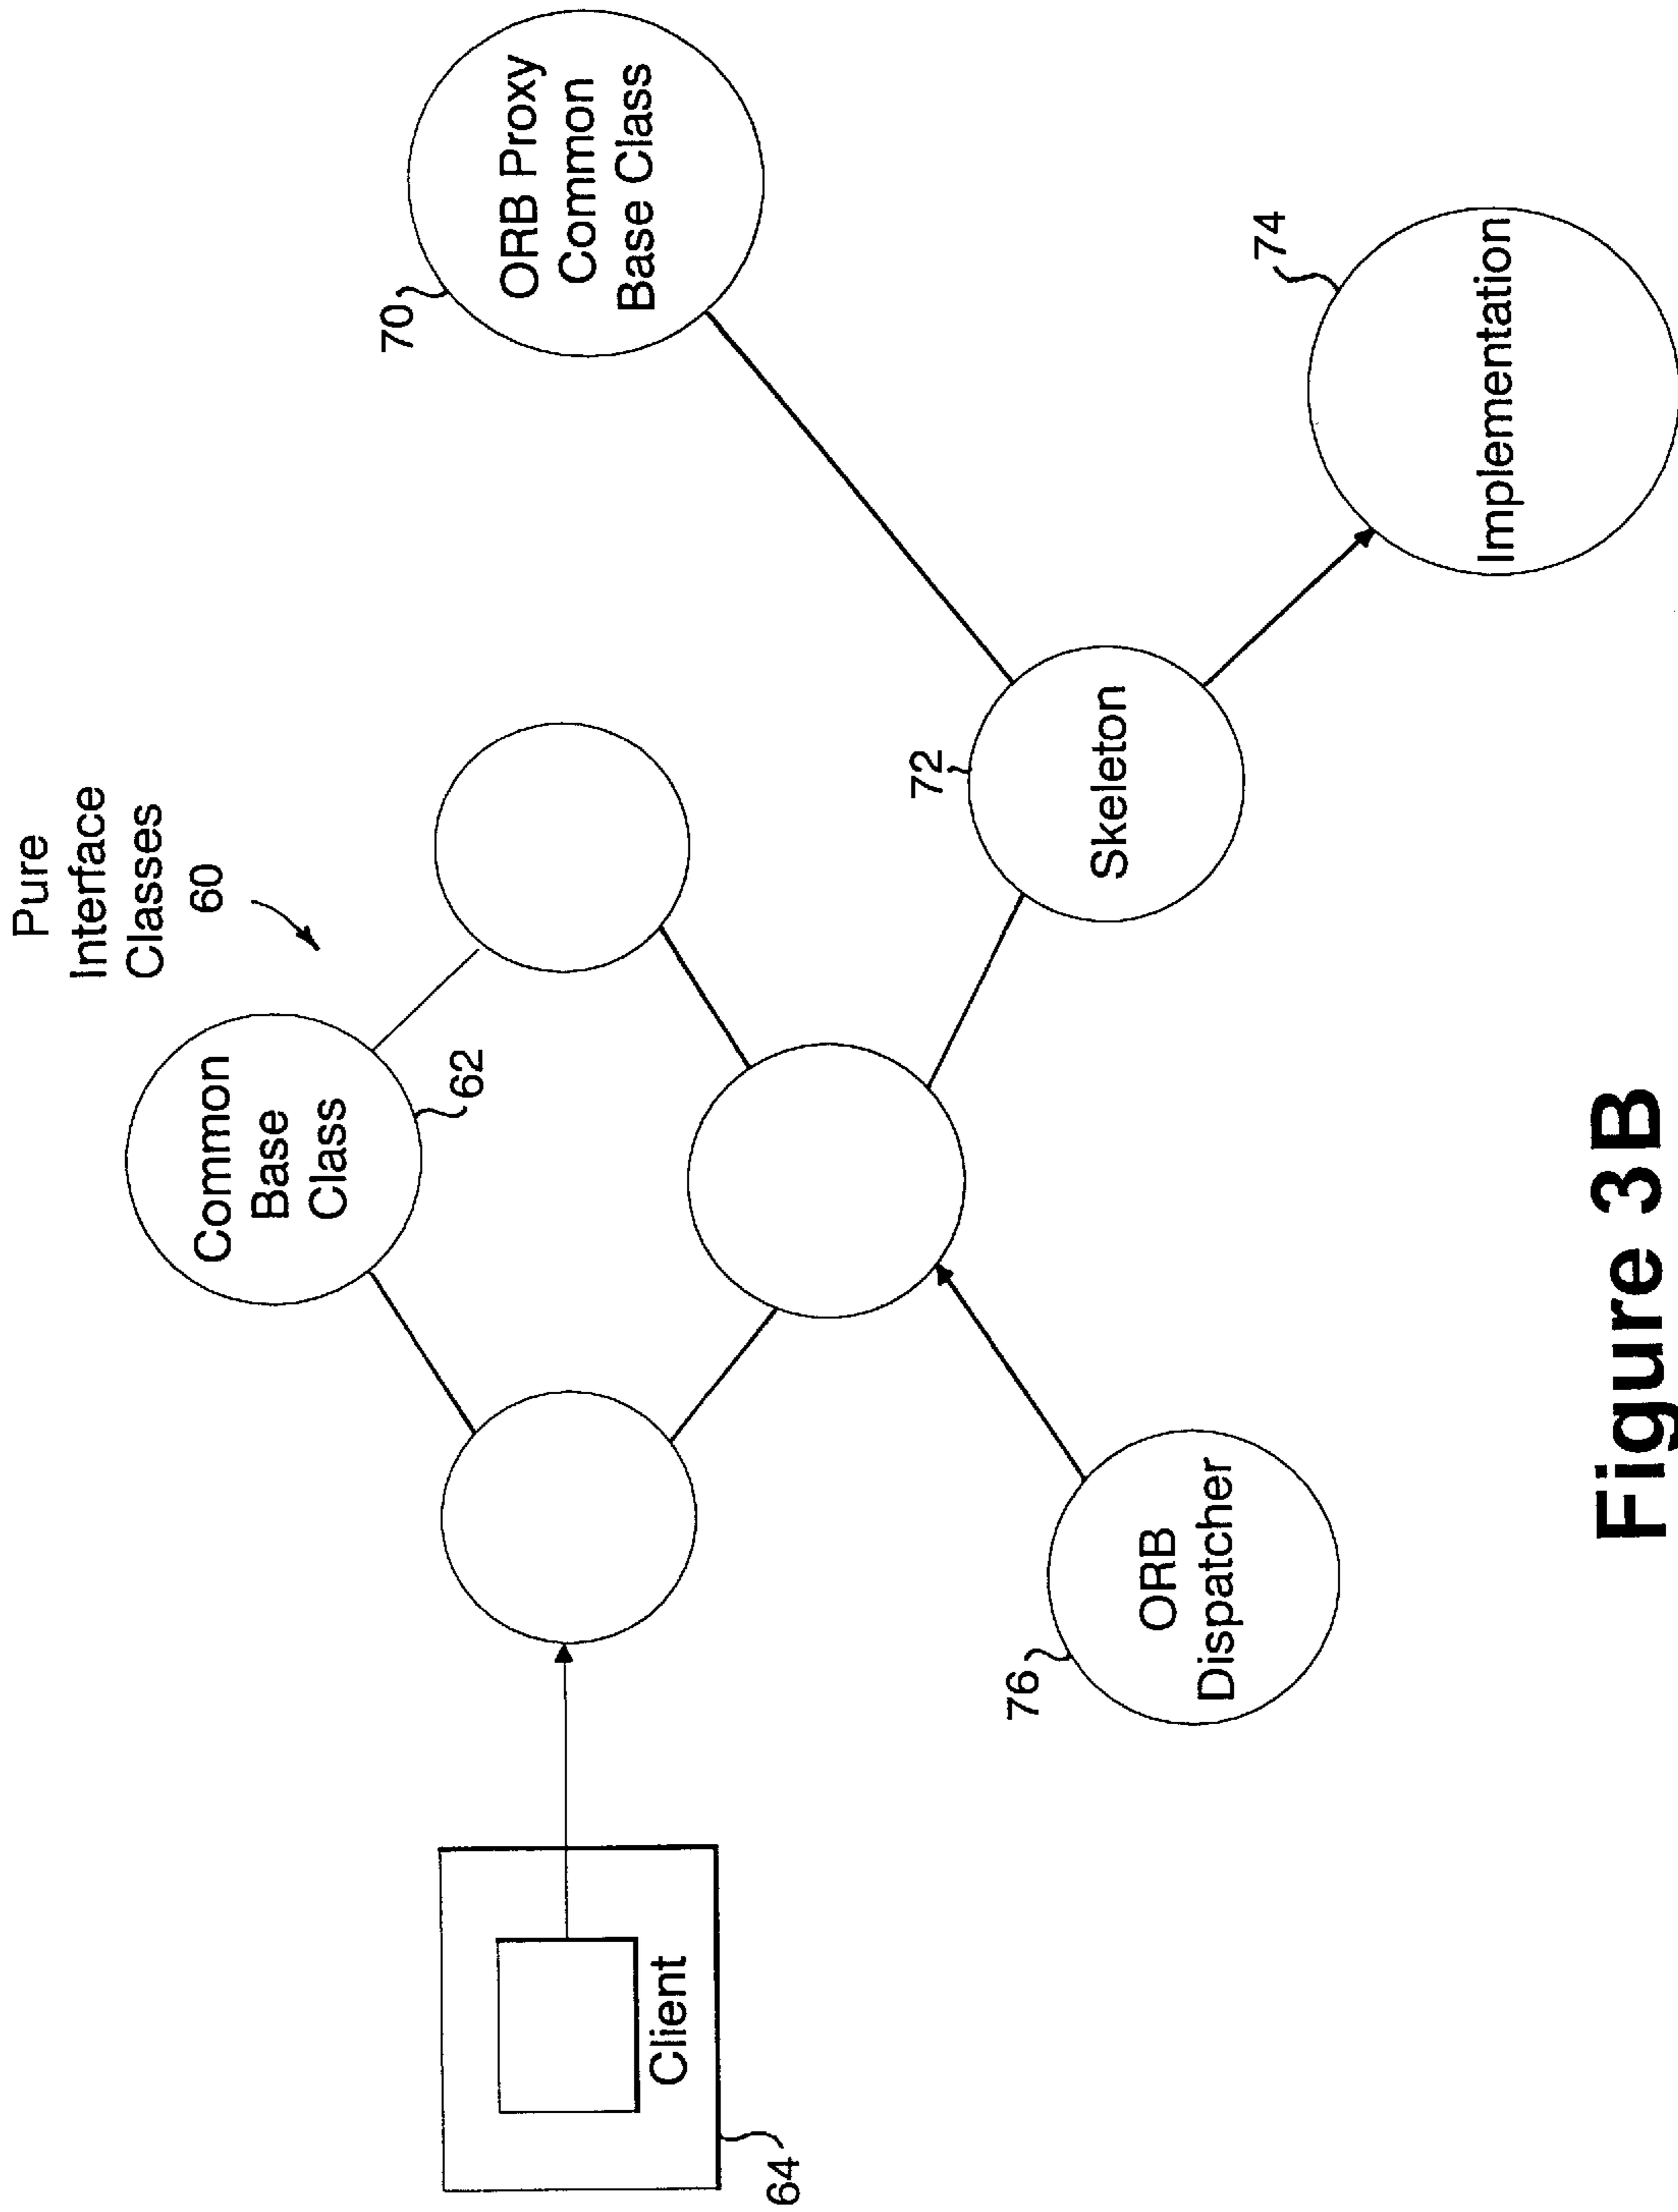 Pure
Interface
Classes
60
Common
Base
Class
62
ORB Proxy
Common
Base Class
70
Client
64
72
Skeleton
74
Implementation
76
ORB
Dispatcher
Figure 3B